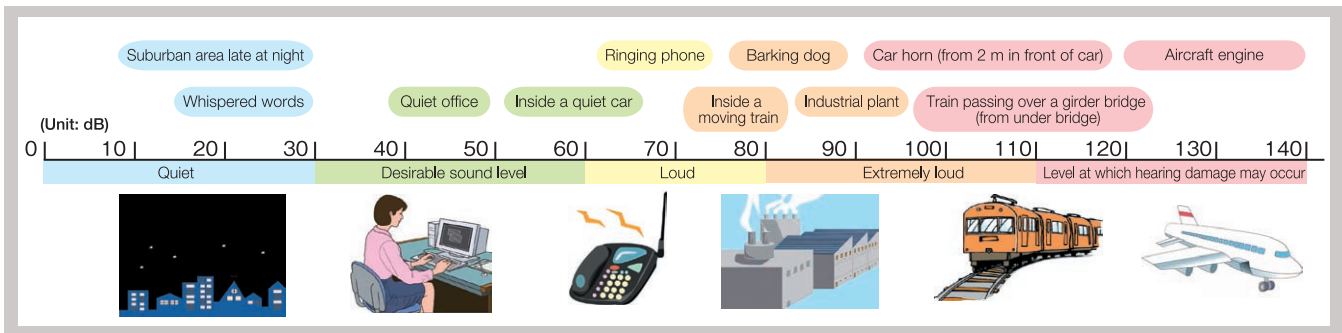 Suburban area late at night
Ringing phone
Barking dog
Car horn (from 2 m in front of car)
Aircraft engine
Whispered words
Quiet office
Inside a quiet car
Inside a
moving train
Industrial plant
Train passing over a girder bridge
(from under bridge)
(Unit: dB)
0 10 20 30 40 50 60 70 80 90 100 110 120 130 140
Quiet
Desirable sound level
Loud
Extremely loud
Level at which hearing damage may occur